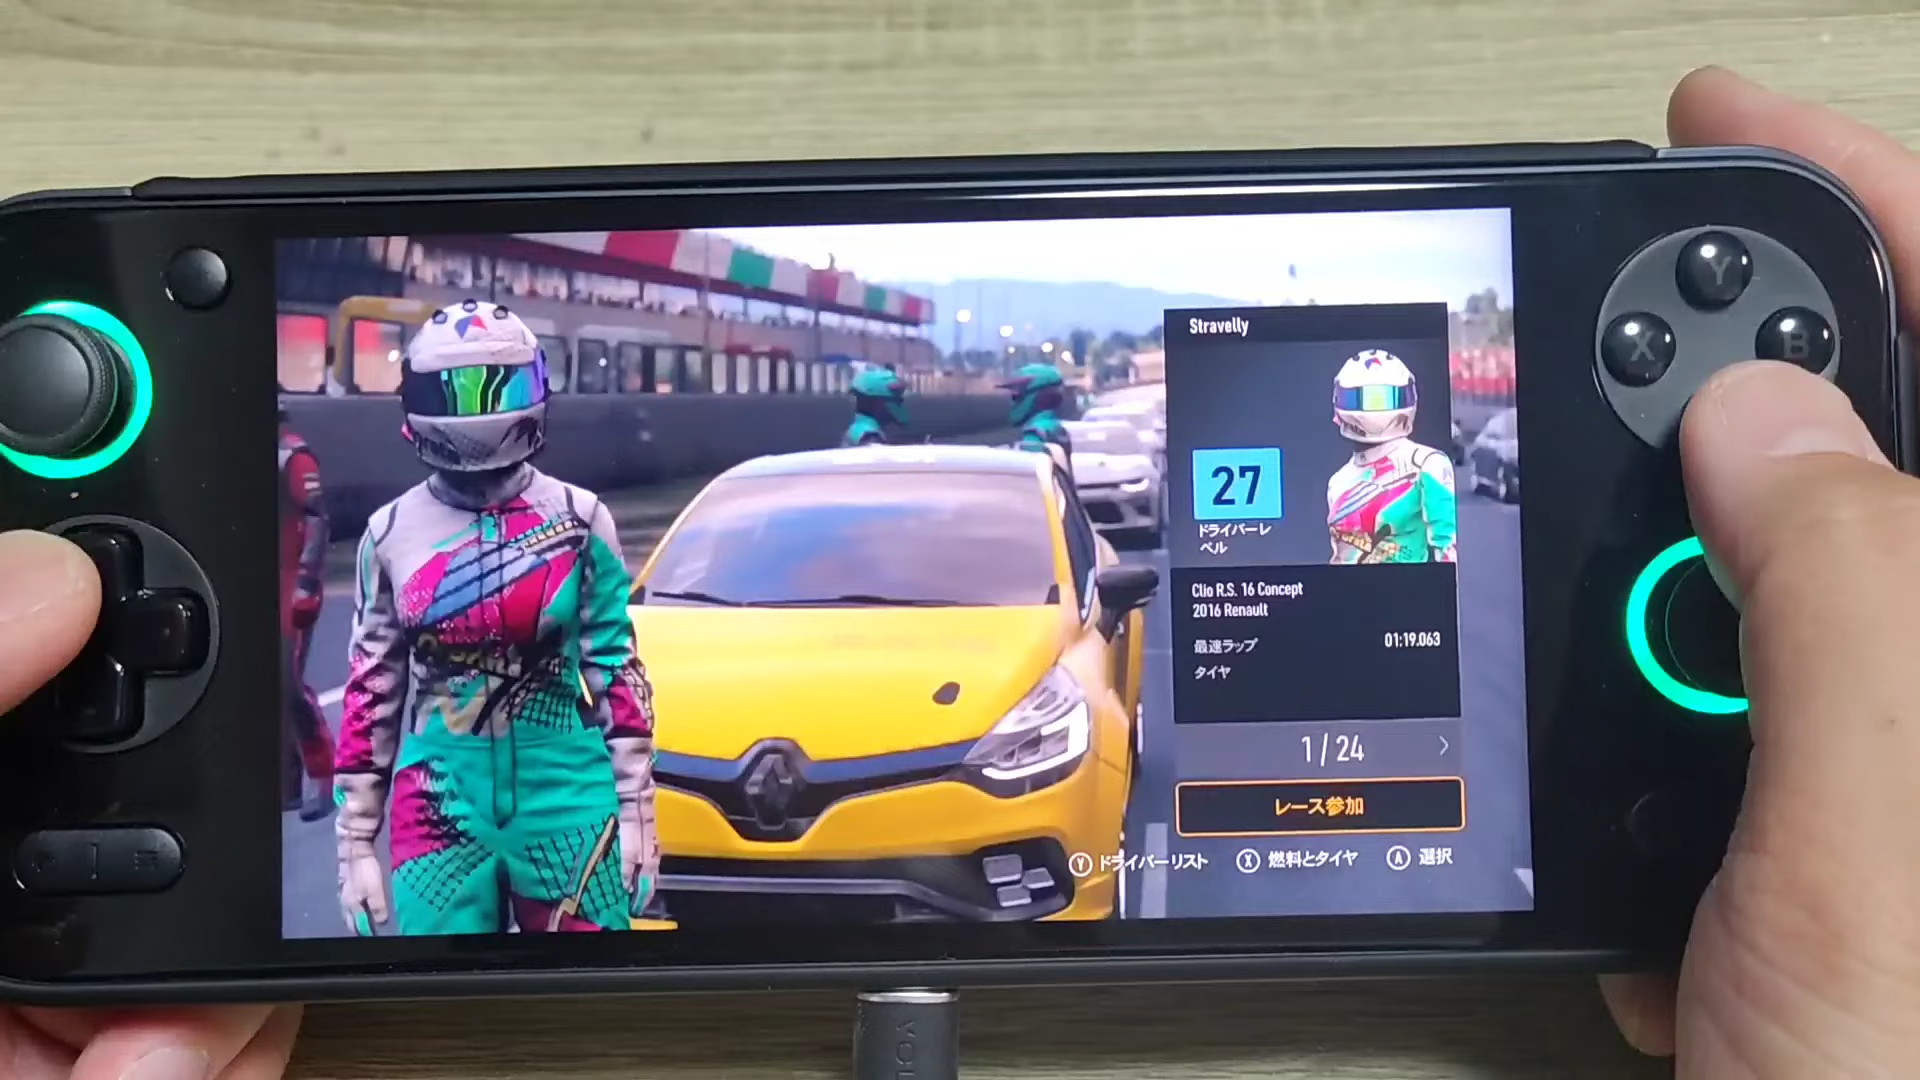 Stravelly
27
ドライバーレ
ベル
Clio R.S. 16 Concept
2016 Renault
最速ラップ 01:19.063
タイヤ
1 / 24
レース参加
Y ドライバーリスト X 燃料とタイヤ A 選択
Y
X
B